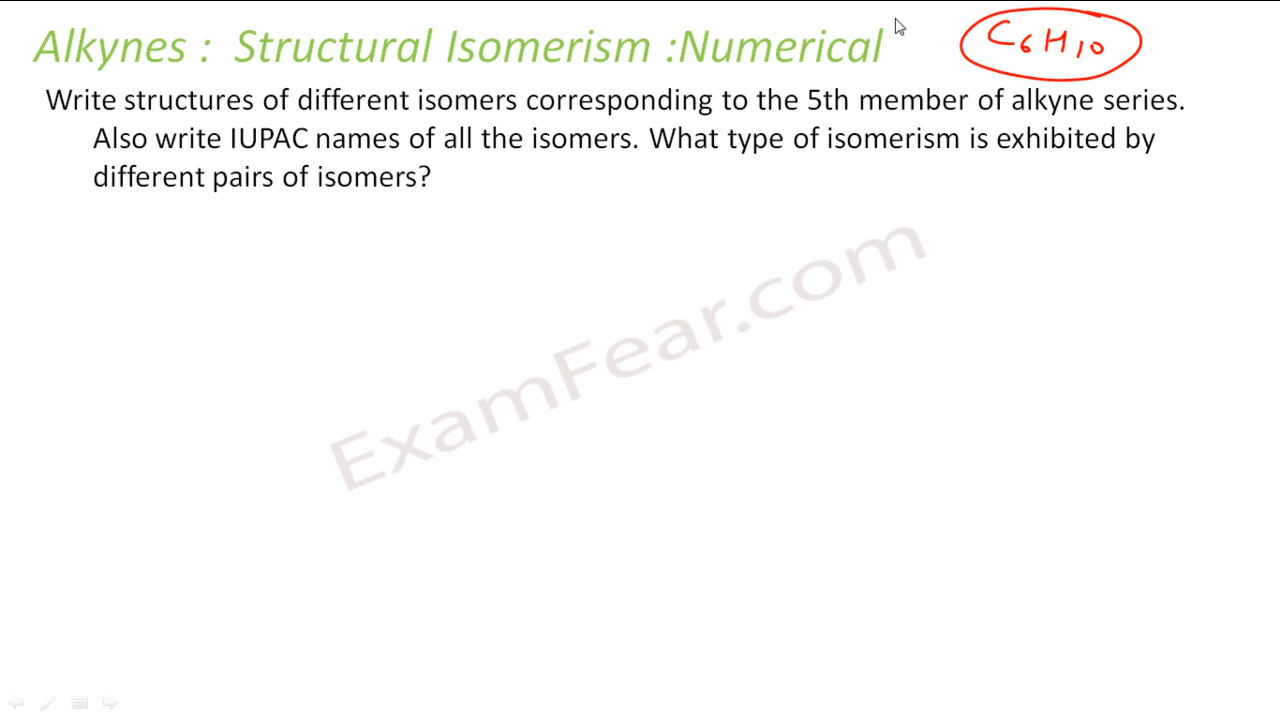 Alkynes : Structural Isomerism :Numerical
C6H10
Write structures of different isomers corresponding to the 5th member of alkyne series.
Also write IUPAC names of all the isomers. What type of isomerism is exhibited by
different pairs of isomers?
ExamFear.com